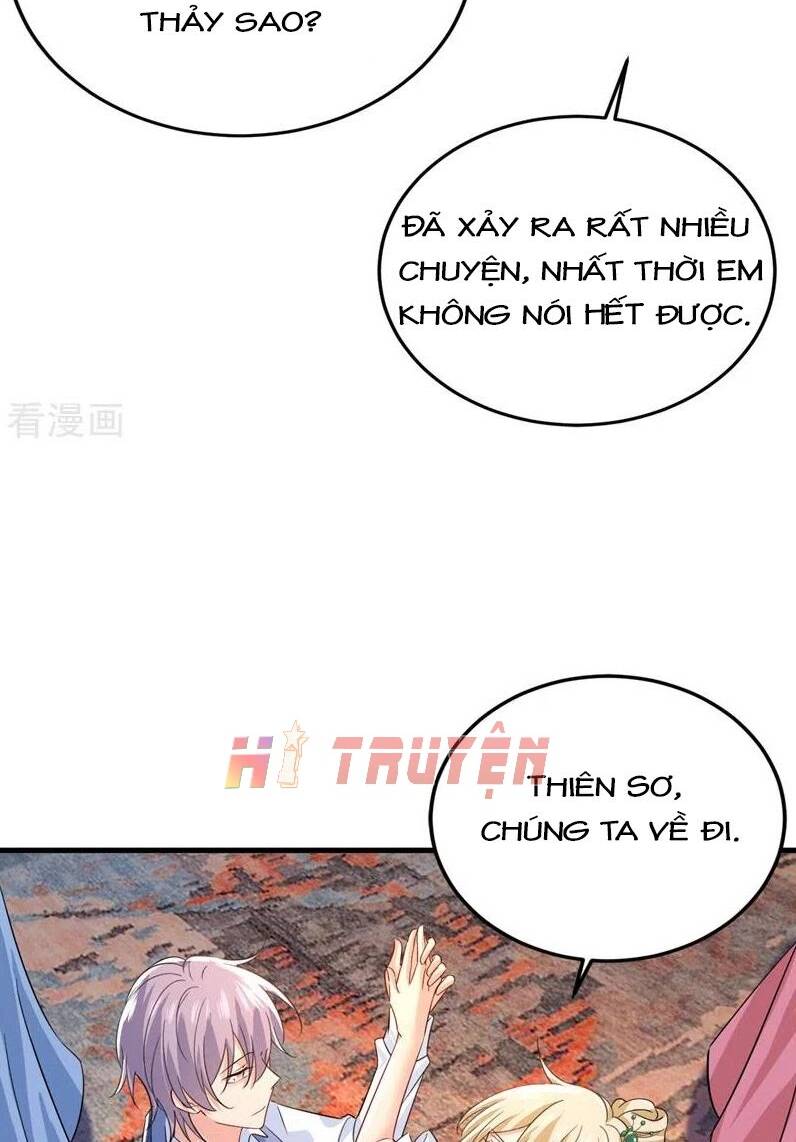 THẢY SAO?
ĐÃ XẢY RA RẤT NHIỀU
CHUYỆN, NHẤT THỜI EM
KHÔNG NÓI HẾT ĐƯỢC.
看漫画
HI TRUYỆN
THIÊN SƠ,
CHÚNG TA VỀ ĐI.